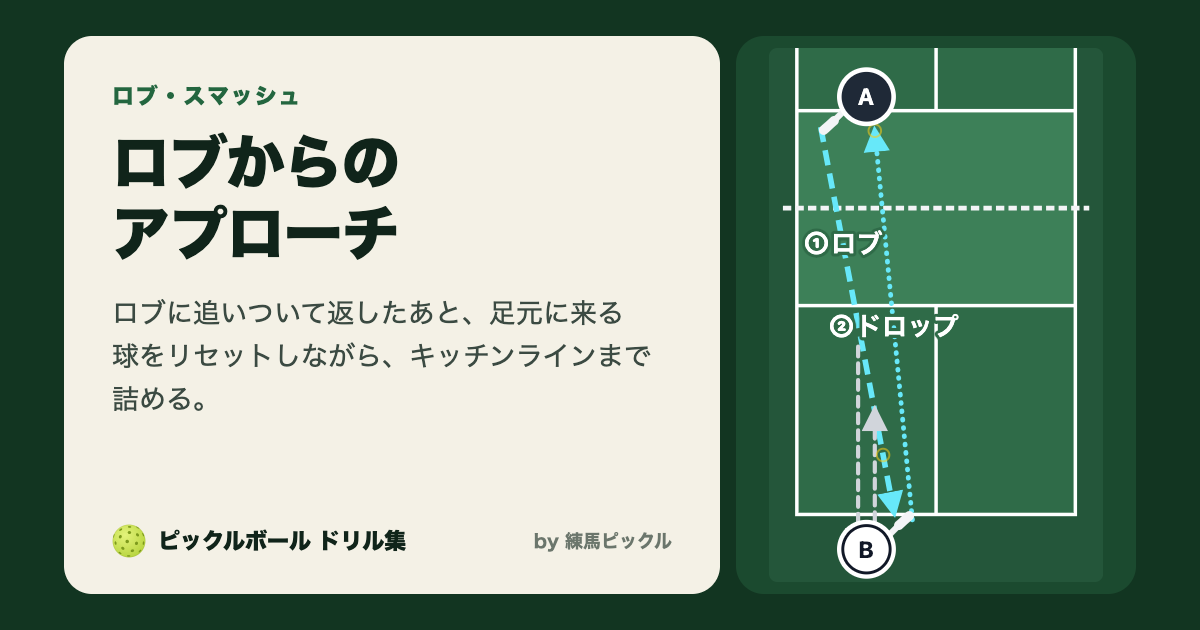 ロブ・スマッシュ
ロブからの
アプローチ
ロブに追いついて返したあと、足元に来る
球をリセットしながら、キッチンラインまで
詰める。
ピックルボール ドリル集
by 練馬ピックル
A
①ロブ
②ドロップ
B